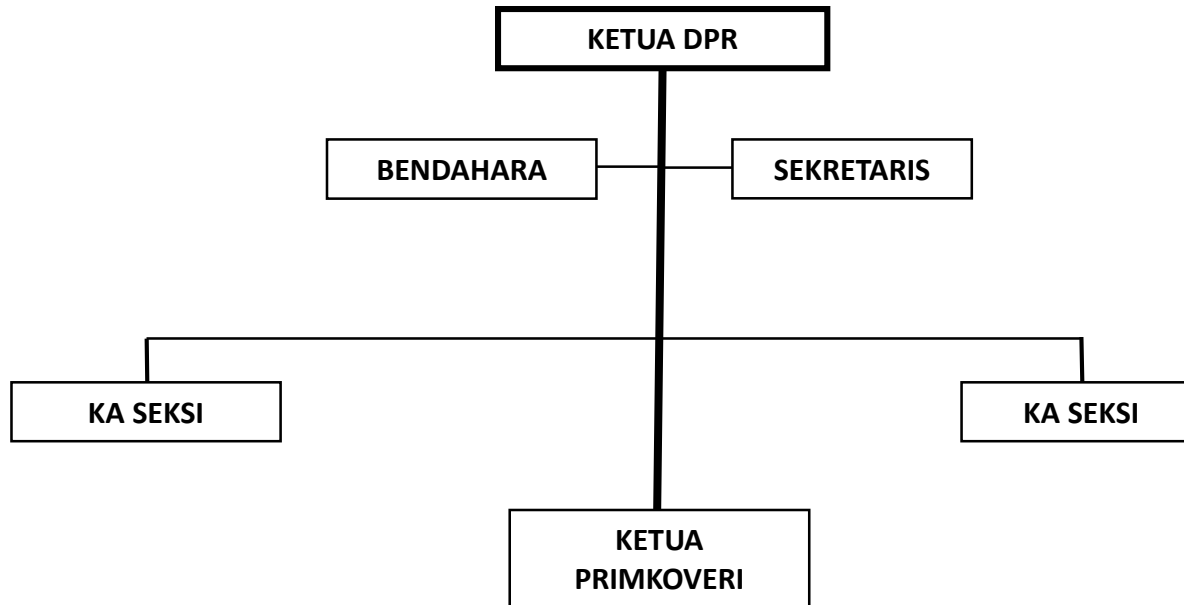 KETUA DPR
BENDAHARA
SEKRETARIS
KA SEKSI
KA SEKSI
KETUA
PRIMKOVERI